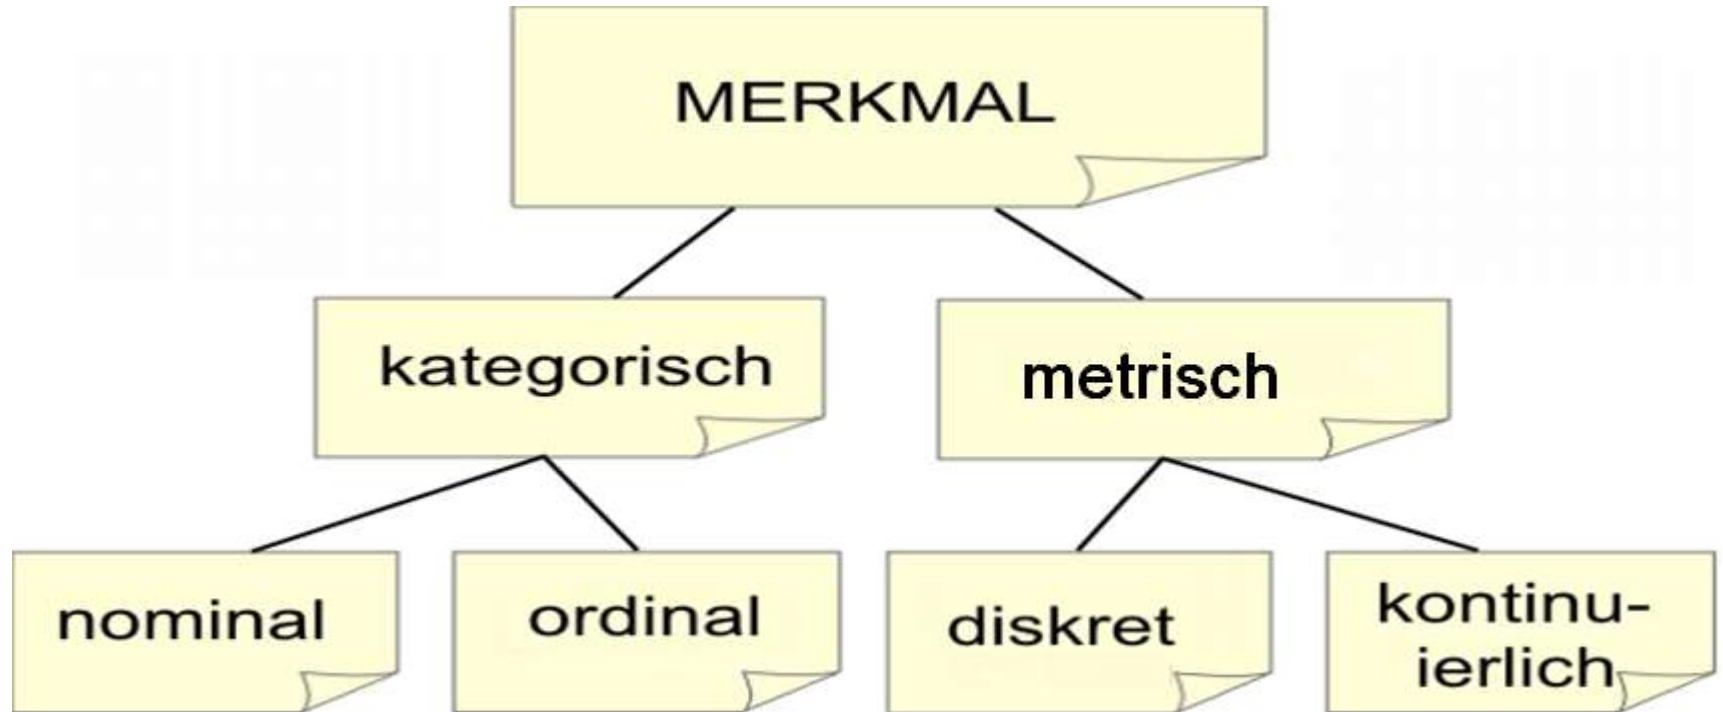 MERKMAL
kategorisch
metrisch
nominal
ordinal
diskret
kontinu-
ierlich